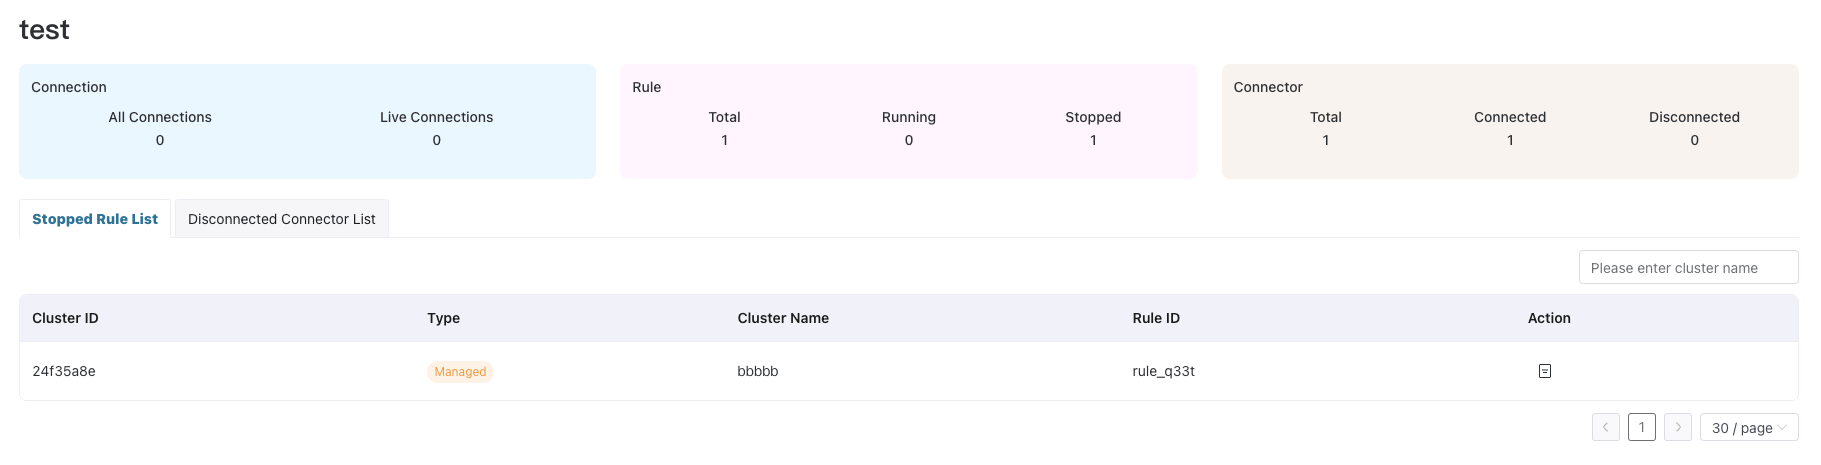 test
Connection
All Connections Live Connections
0 0
Rule
Total Running Stopped
1 0 1
Connector
Total Connected Disconnected
1 1 0
Stopped Rule List Disconnected Connector List
Please enter cluster name
Cluster ID Type Cluster Name Rule ID Action
24f35a8e Managed bbbbb rule_q33t
1 30 / page